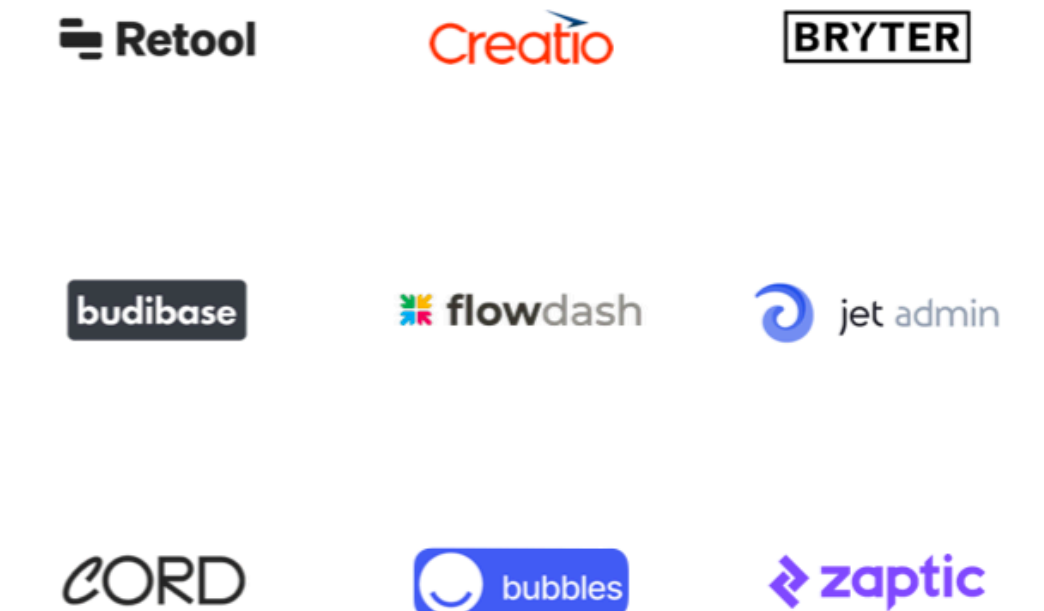 Retool
Creatio
BRYTER
budibase
flowdash
jet admin
CORD
bubbles
zaptic